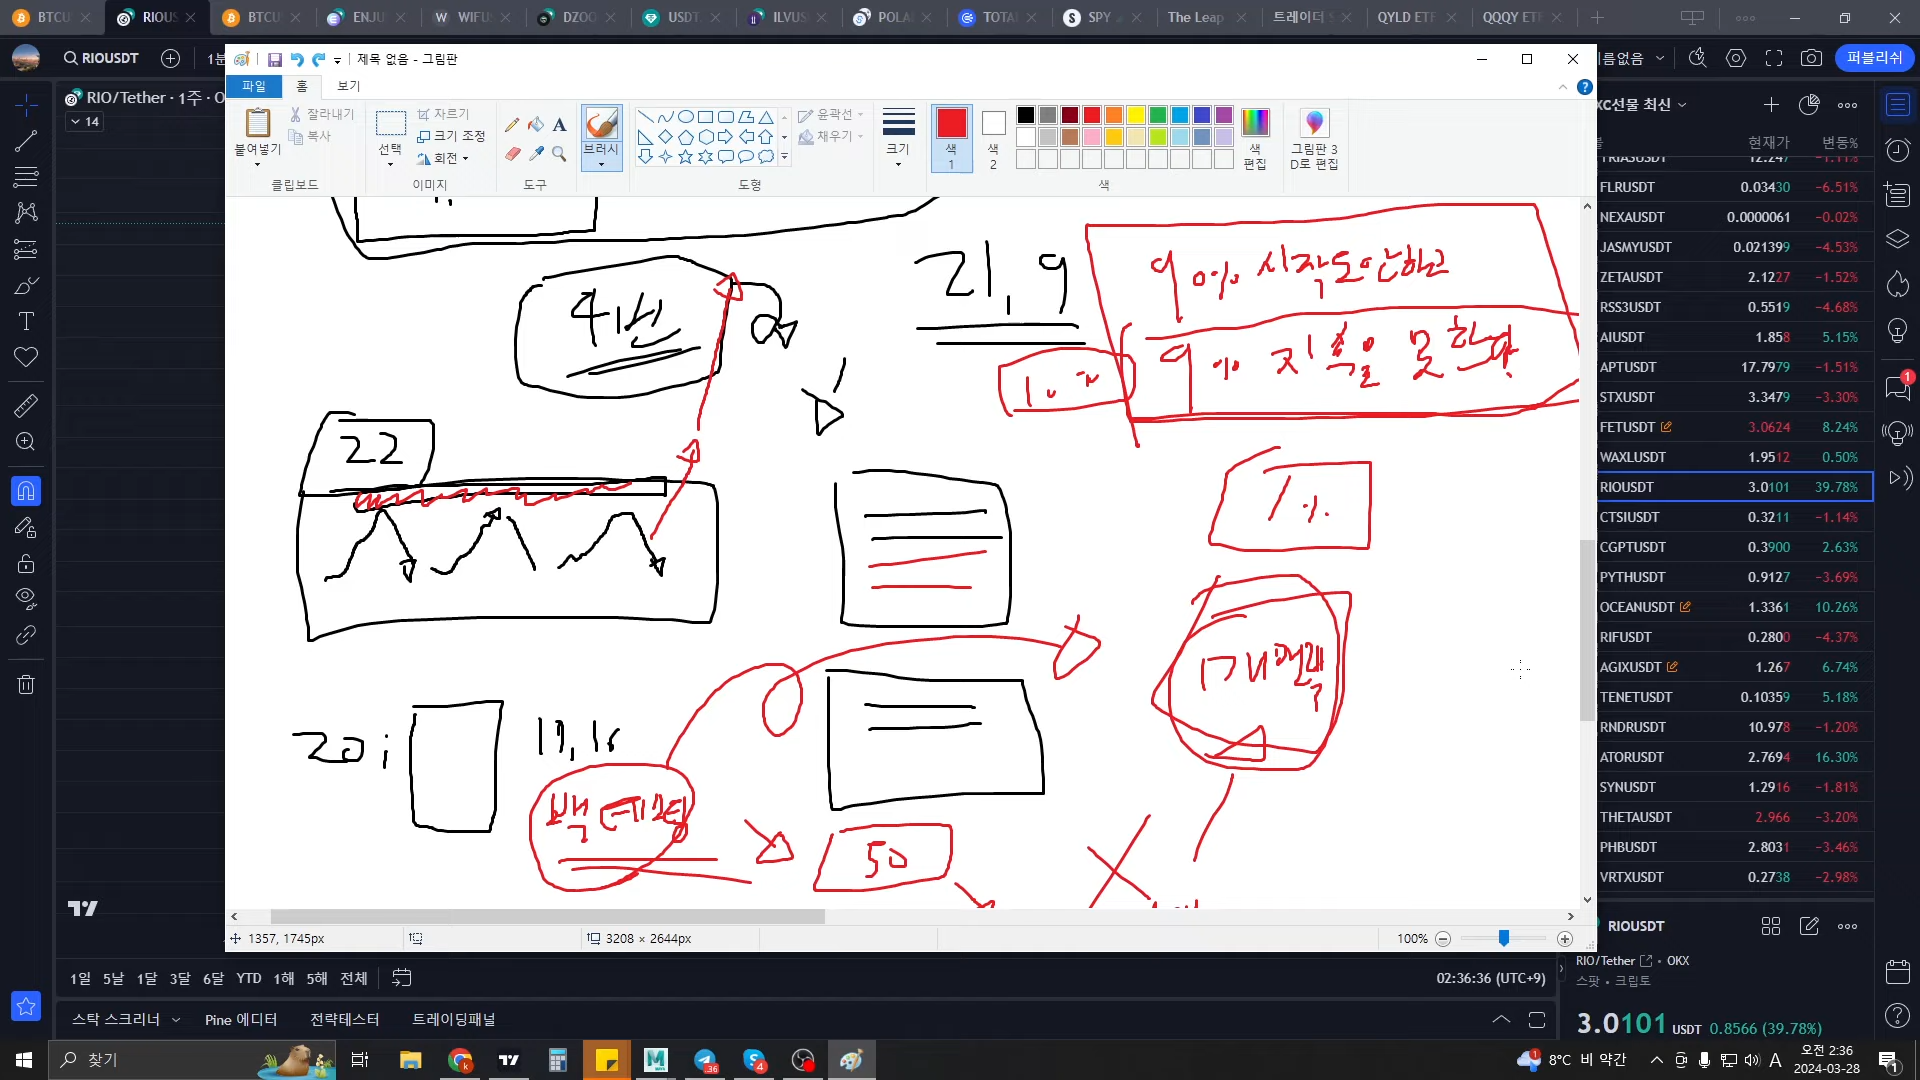 BTCU
RIOUS
BTCU
ENJU
WIFU
DZOO
USDT.
ILVUS
POLA
TOTA
SPY
The Leap
트레이더 S
QYLD ETF
QQQY ETF
RIOUSDT
1분
제목 없음 - 그림판
이름없음
퍼블리쉬
파일
홈
보기
RIO/Tether · 1주 · O
14
붙여넣기
잘라내기
복사
클립보드
선택
자르기
크기 조정
회전
이미지
도구
브러시
윤곽선
채우기
도형
크기
색
1
색
2
색
편집
그림판 3
D로 편집
색
XC선물 최신
현재가
변동%
TRIASUSDT 12.247 −1.11%
FLRUSDT 0.03430 −6.51%
NEXAUSDT 0.0000061 −0.02%
JASMYUSDT 0.021399 −4.53%
ZETAUSDT 2.1227 −1.52%
RSS3USDT 0.5519 −4.68%
AIUSDT 1.858 5.15%
APTUSDT 17.7979 −1.51%
STXUSDT 3.3479 −3.30%
FETUSDT 3.0624 8.24%
WAXLUSDT 1.9512 0.50%
RIOUSDT 3.0101 39.78%
CTSIUSDT 0.3211 −1.14%
CGPTUSDT 0.3900 2.63%
PYTHUSDT 0.9127 −3.69%
OCEANUSDT 1.3361 10.26%
RIFUSDT 0.2800 −4.37%
AGIXUSDT 1.267 6.74%
TENETUSDT 0.10359 5.18%
RNDRUSDT 10.978 −1.20%
ATORUSDT 2.7694 16.30%
SYNUSDT 1.2916 −1.81%
THETAUSDT 2.966 −3.20%
PHBUSDT 2.8031 −3.46%
VRTXUSDT 0.2738 −2.98%
4번
21,9
90% 시작도 안하고
9% 지속을 못한다
22
1%
20
백테스팅
50
1357, 1745px
3208 × 2644px
100%
RIOUSDT
RIO/Tether • OKX
스팟 • 크립토
3.0101 USDT 0.8566 (39.78%)
1일 5날 1달 3달 6달 YTD 1해 5해 전체
02:36:36 (UTC+9)
스탁 스크리너
Pine 에디터
전략테스터
트레이딩패널
찾기
8°C 비 약간
A
오전 2:36
2024-03-28